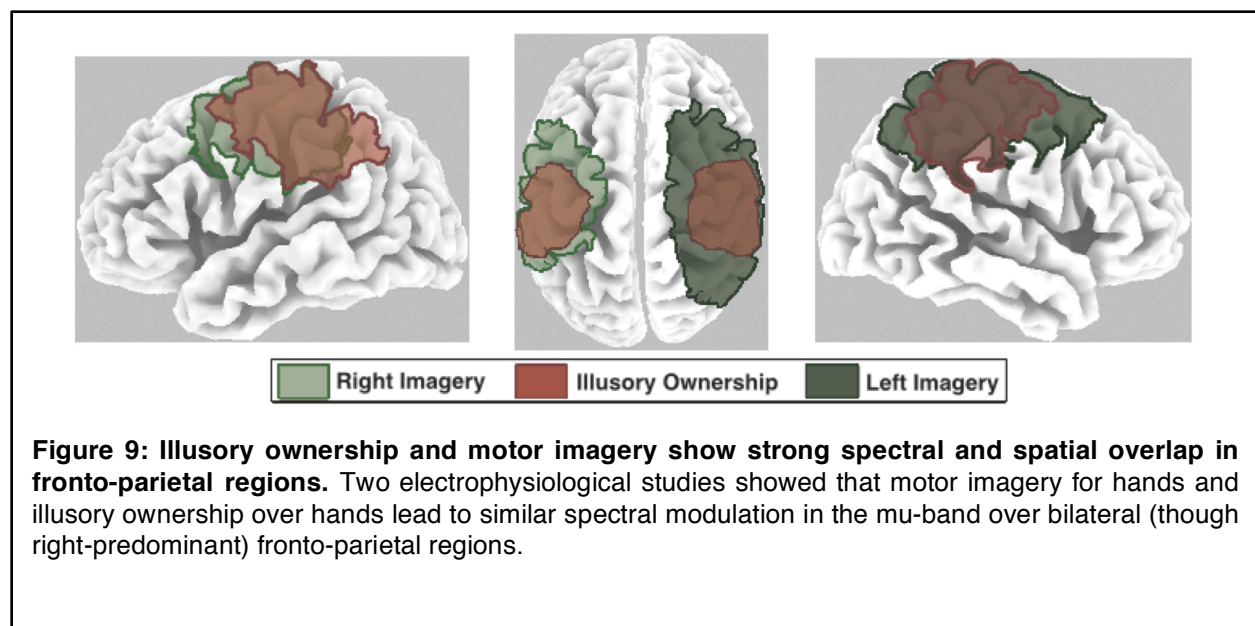 Right Imagery Illusory Ownership Left Imagery
Figure 9: Illusory ownership and motor imagery show strong spectral and spatial overlap in
fronto-parietal regions. Two electrophysiological studies showed that motor imagery for hands and
illusory ownership over hands lead to similar spectral modulation in the mu-band over bilateral (though
right-predominant) fronto-parietal regions.